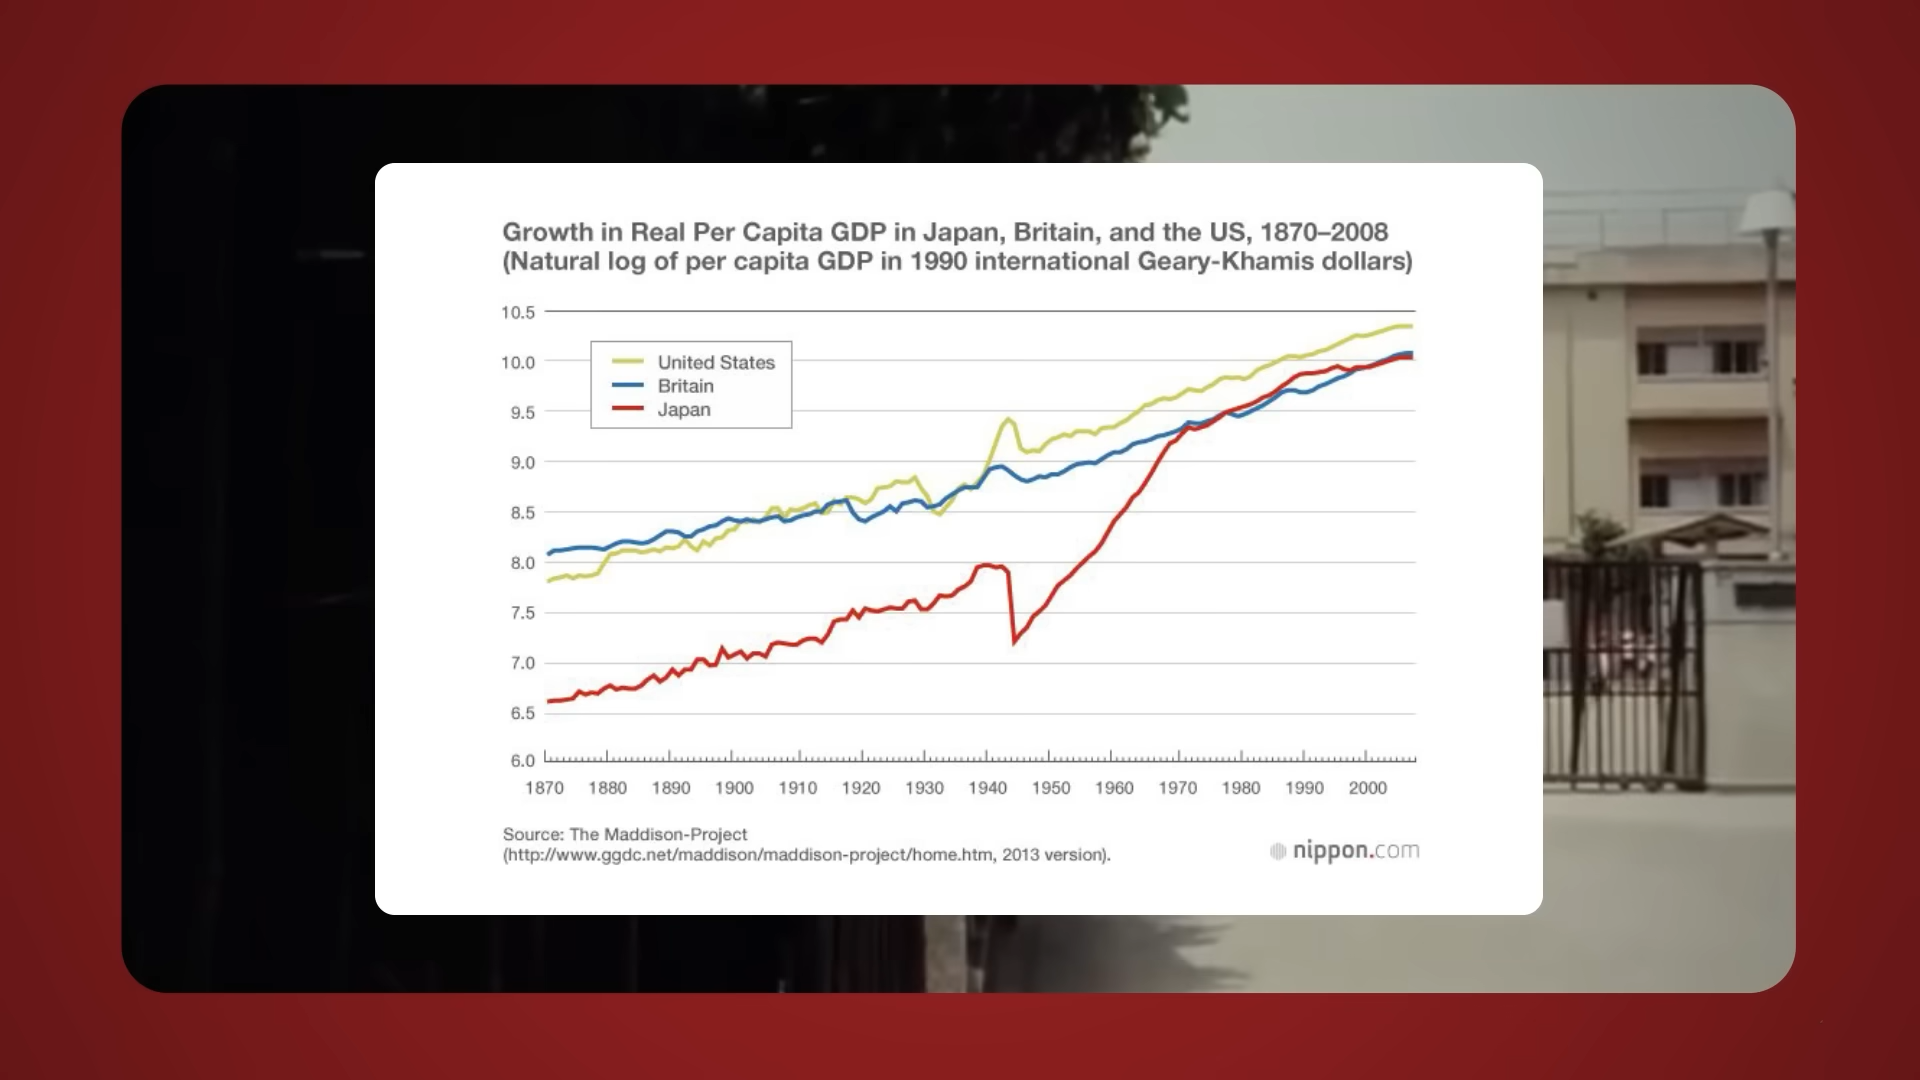 Growth in Real Per Capita GDP in Japan, Britain, and the US, 1870–2008
(Natural log of per capita GDP in 1990 international Geary-Khamis dollars)
10.5
10.0
9.5
9.0
8.5
8.0
7.5
7.0
6.5
6.0
United States
Britain
Japan
1870 1880 1890 1900 1910 1920 1930 1940 1950 1960 1970 1980 1990 2000
Source: The Maddison-Project
(http://www.ggdc.net/maddison/maddison-project/home.htm, 2013 version).
nippon.com